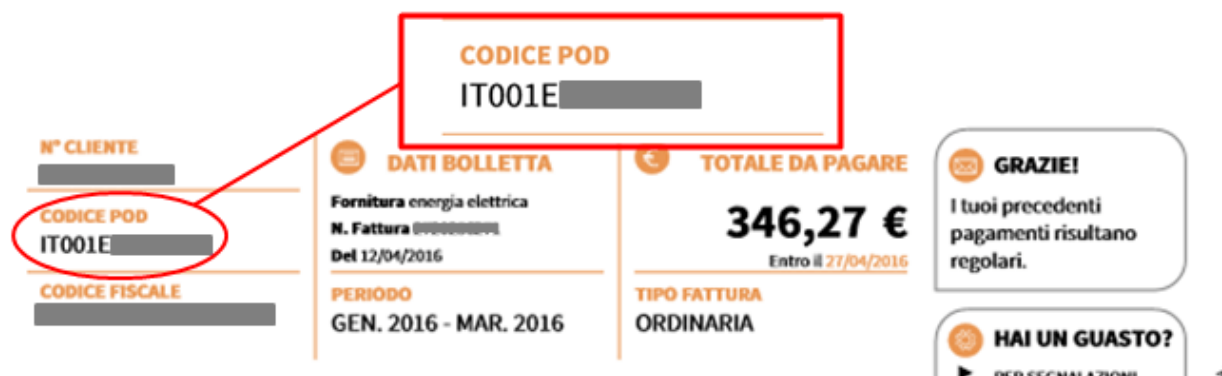 CODICE POD
IT001E
N° CLIENTE
CODICE POD
IT001E
CODICE FISCALE
DATI BOLLETTA
Fornitura energia elettrica
N. Fattura
Del 12/04/2016
PERIODO
GEN. 2016 - MAR. 2016
€
TOTALE DA PAGARE
346,27 €
Entro il 27/04/2016
TIPO FATTURA
ORDINARIA
GRAZIE!
I tuoi precedenti
pagamenti risultano
regolari.
HAI UN GUASTO?
PER SEGNALAZIONI